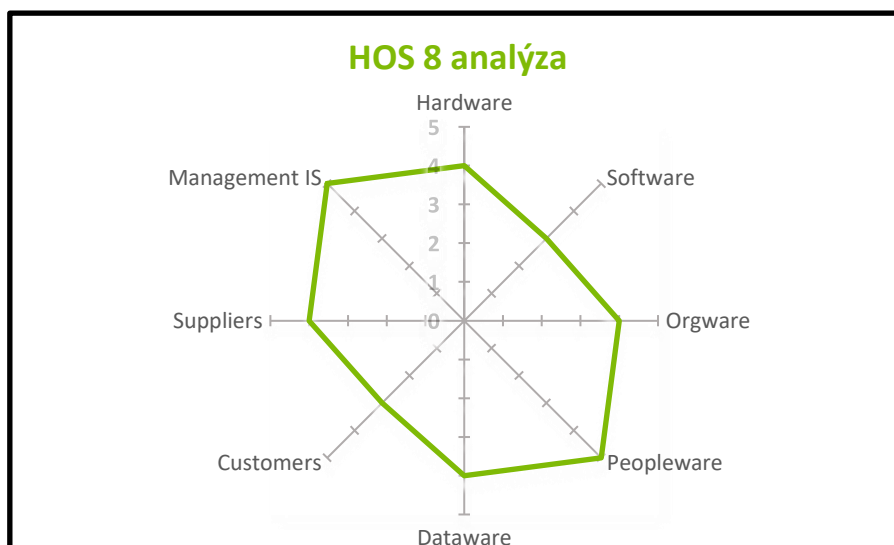 HOS 8 analýza
Hardware
5
Management IS
4
Software
3
2
1
Suppliers
0
Orgware
Customers
Peopleware
Dataware